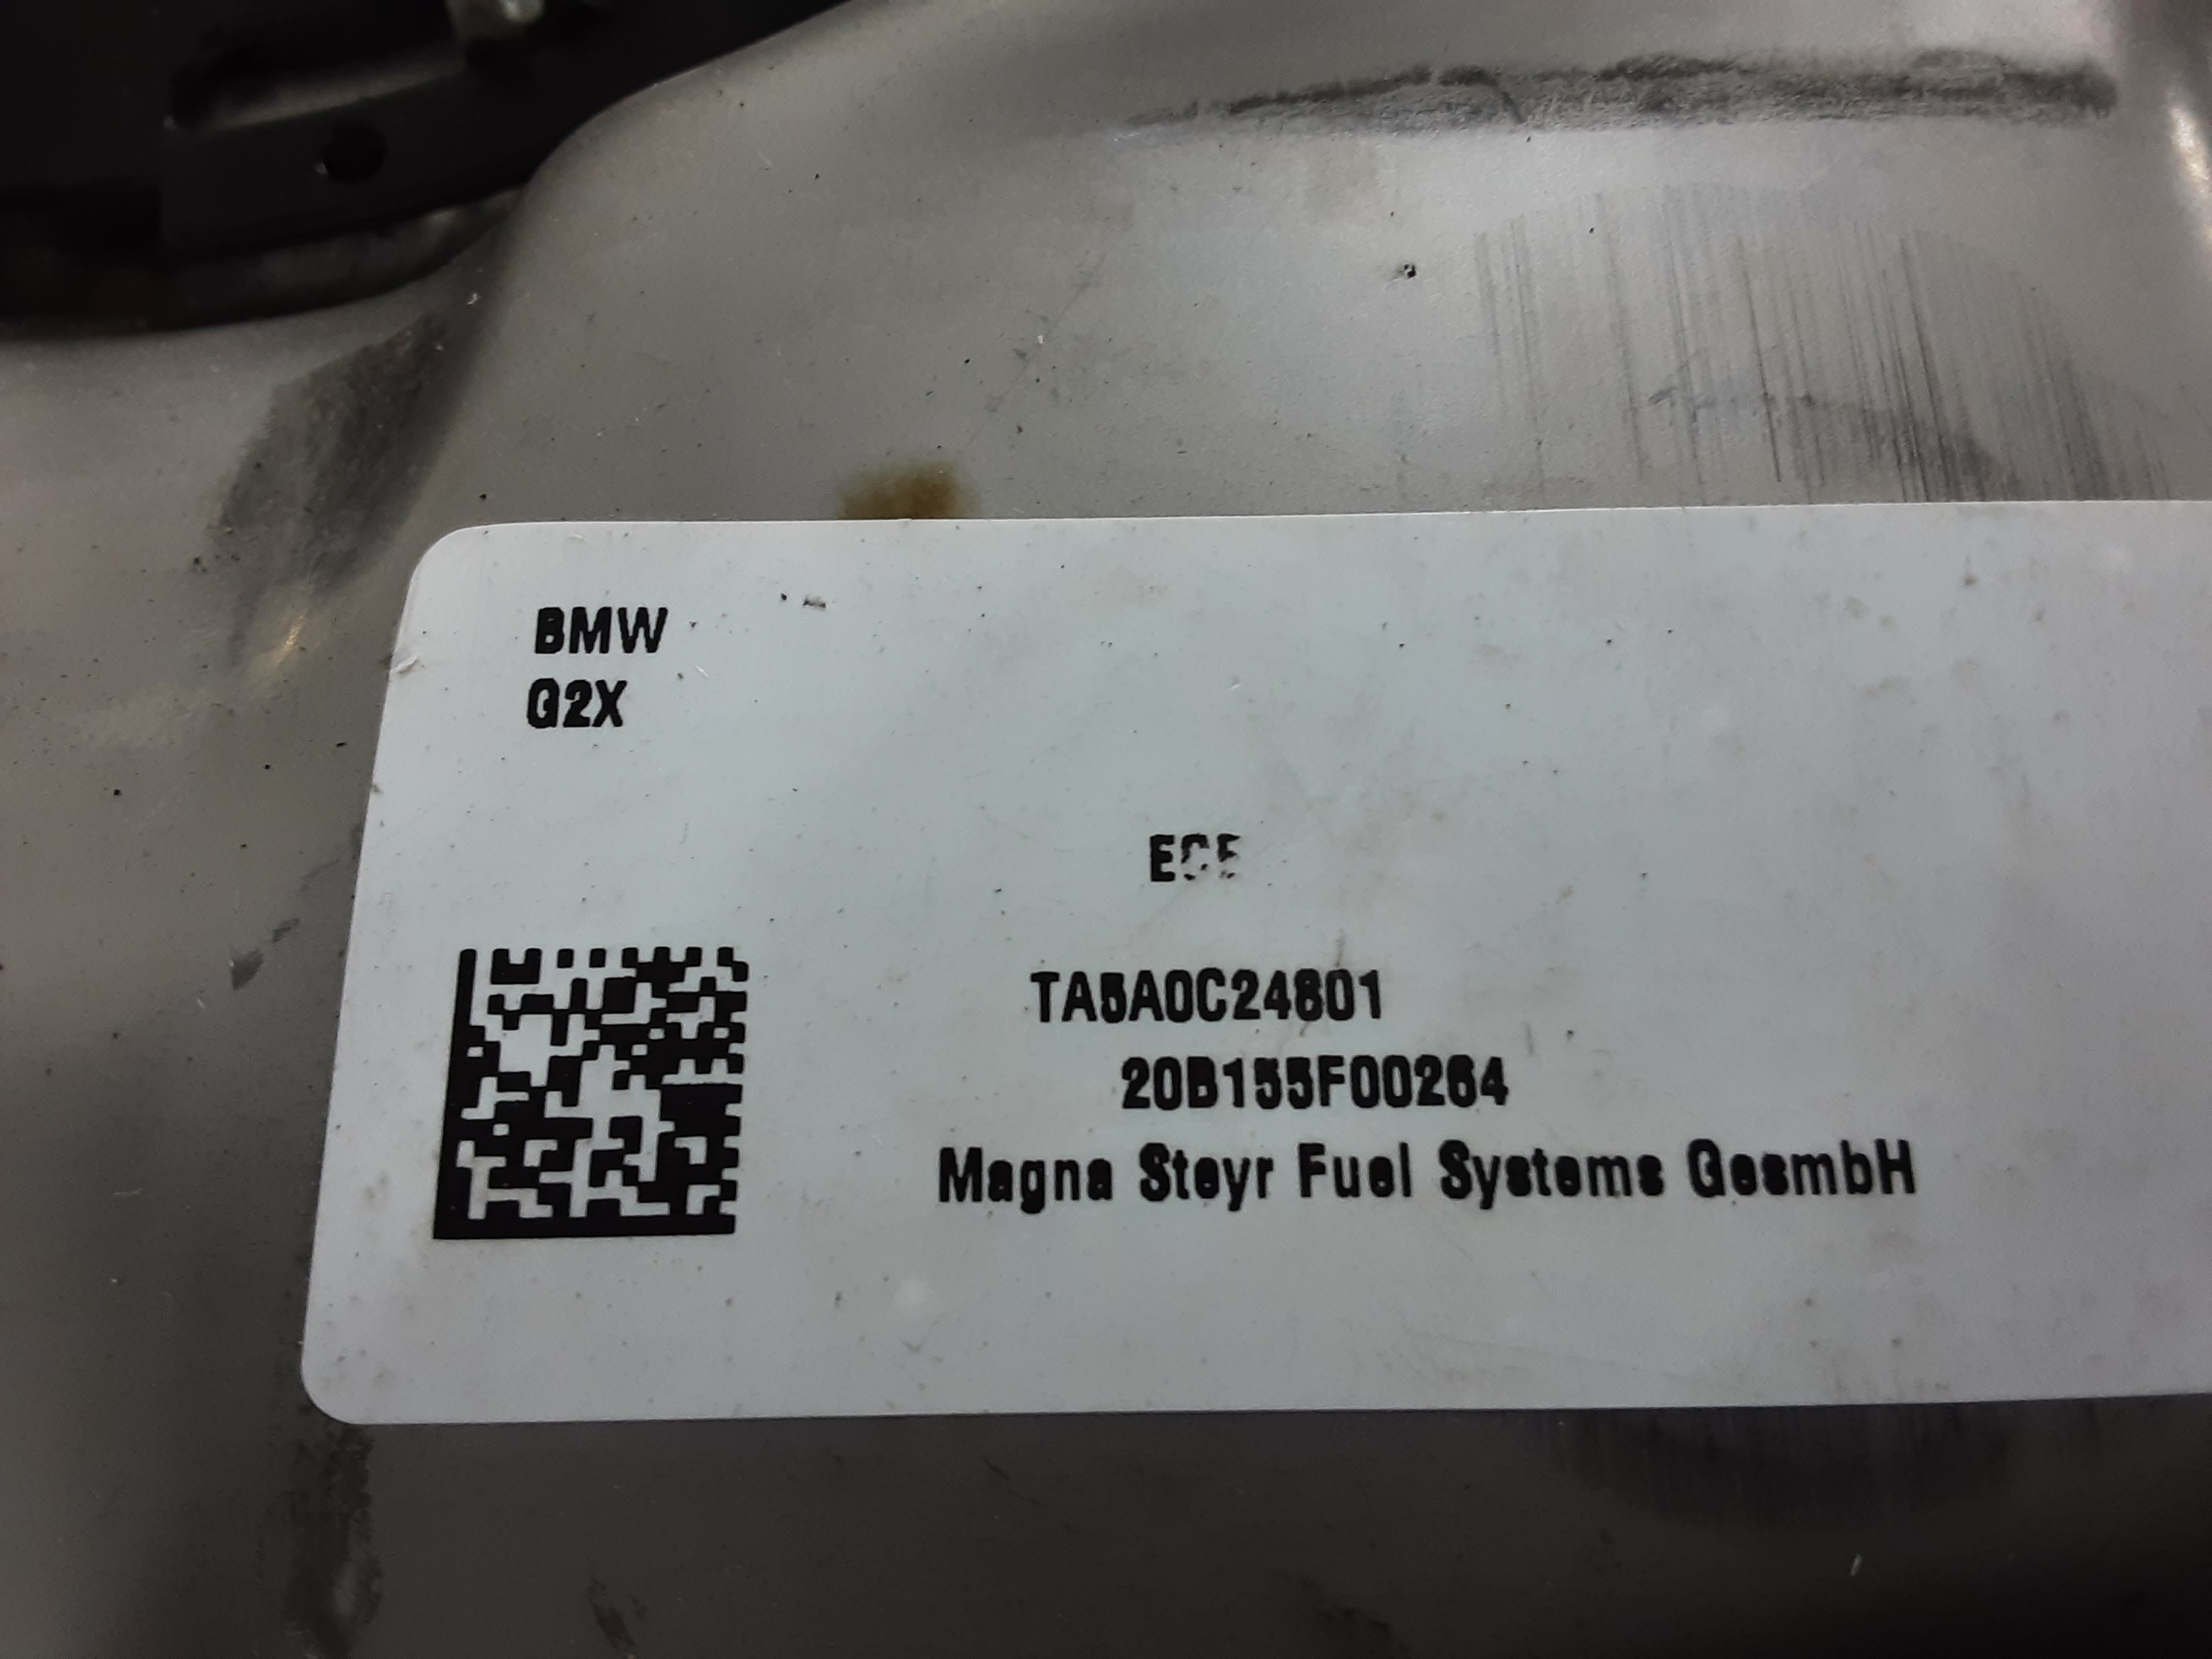 BMW
G2X
ECE
TA5A0C24801
20B155F00264
Magna Steyr Fuel Systems GesmbH